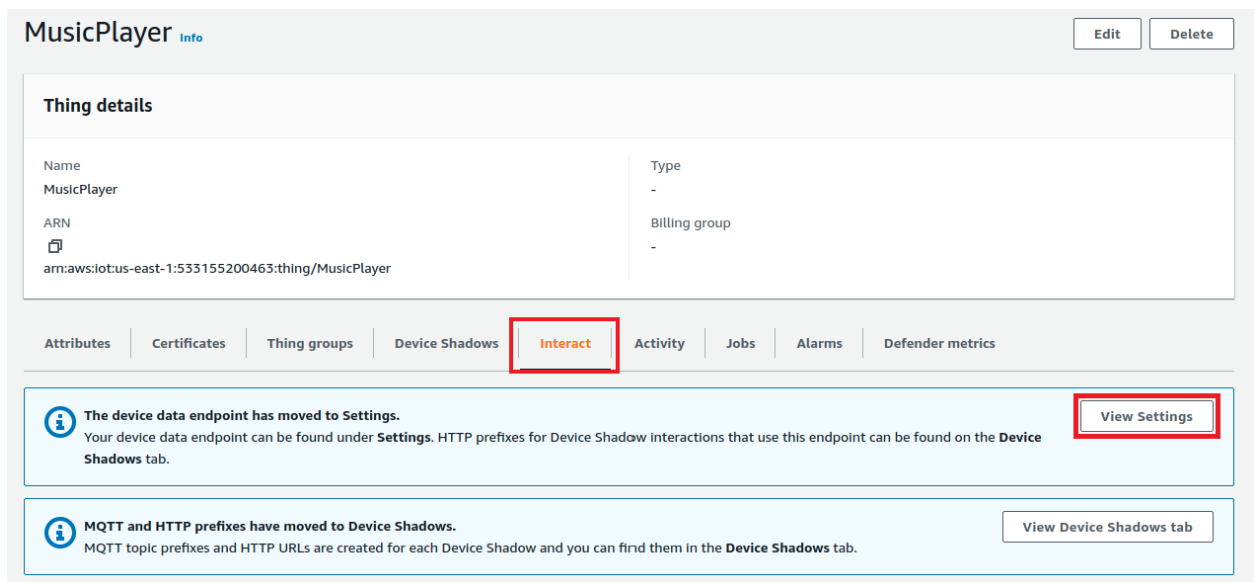 MusicPlayer Info
Edit
Delete
Thing details
Name
MusicPlayer
Type
-
ARN
arn:aws:iot:us-east-1:533155200463:thing/MusicPlayer
Billing group
-
Attributes
Certificates
Thing groups
Device Shadows
Interact
Activity
Jobs
Alarms
Defender metrics
The device data endpoint has moved to Settings.
Your device data endpoint can be found under Settings. HTTP prefixes for Device Shadow interactions that use this endpoint can be found on the Device
Shadows tab.
View Settings
MQTT and HTTP prefixes have moved to Device Shadows.
MQTT topic prefixes and HTTP URLs are created for each Device Shadow and you can find them in the Device Shadows tab.
View Device Shadows tab